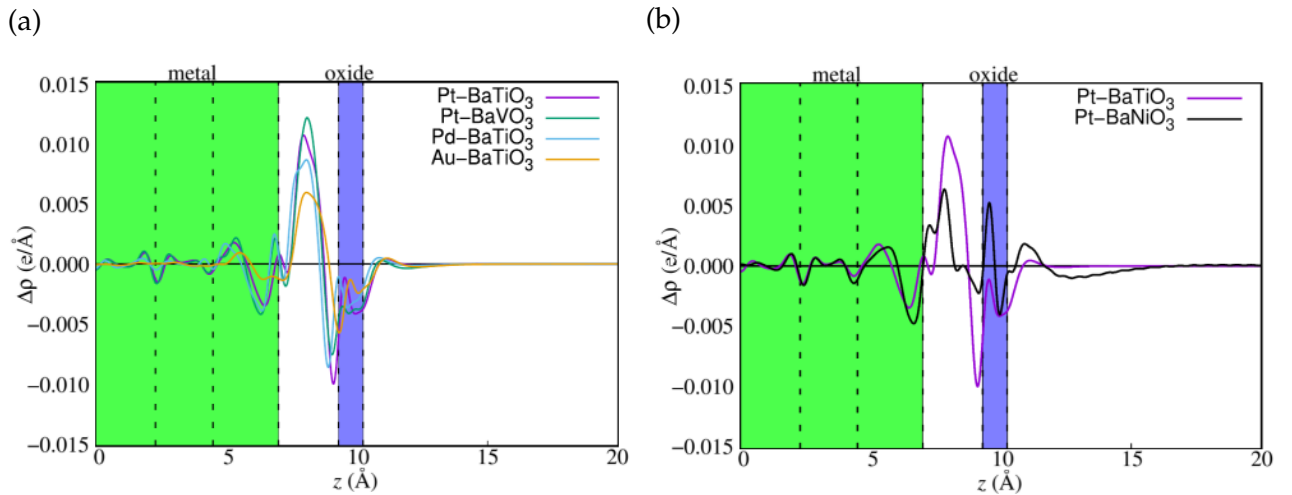 (a)
metal oxide
0.015
0.010
0.005
0.000
−0.005
−0.010
−0.015
Δρ (e/Å)
Pt−BaTiO3
Pt−BaVO3
Pd−BaTiO3
Au−BaTiO3
0 5 10 15 20
z (Å)
(b)
metal oxide
0.015
0.010
0.005
0.000
−0.005
−0.010
−0.015
Δρ (e/Å)
Pt−BaTiO3
Pt−BaNiO3
0 5 10 15 20
z (Å)